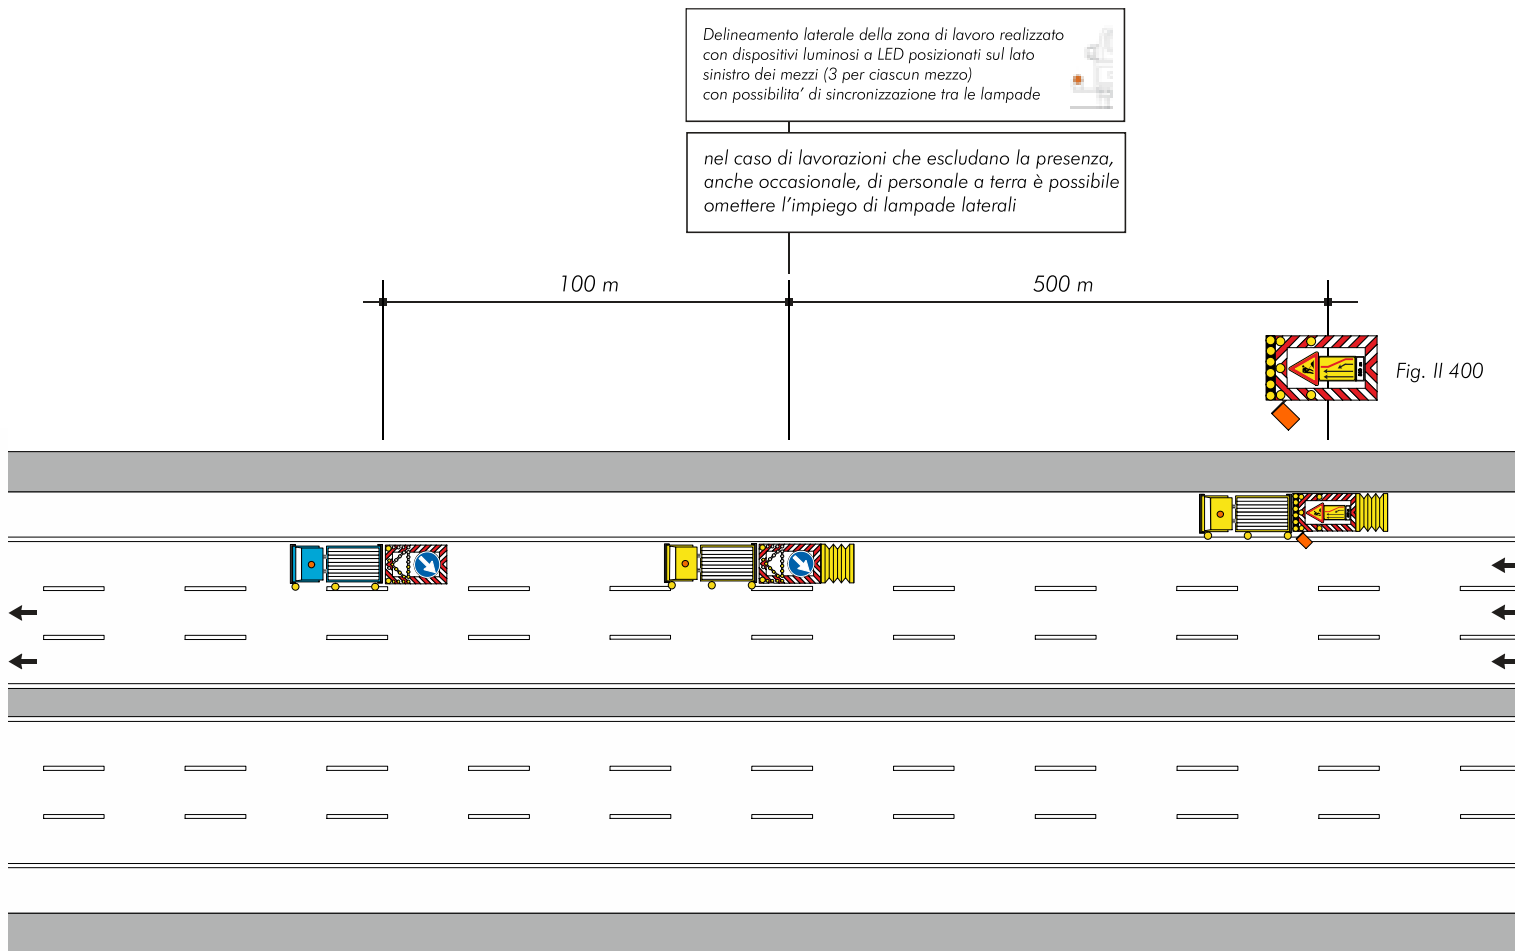 Delineamento laterale della zona di lavoro realizzato
con dispositivi luminosi a LED posizionati sul lato
sinistro dei mezzi (3 per ciascun mezzo)
con possibilita' di sincronizzazione tra le lampade
nel caso di lavorazioni che escludano la presenza,
anche occasionale, di personale a terra è possibile
omettere l'impiego di lampade laterali
100 m
500 m
Fig. II 400